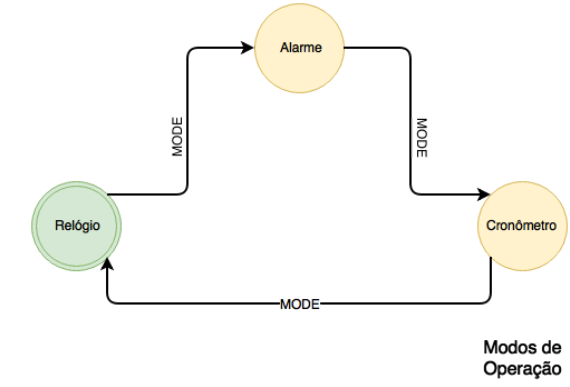 Alarme
MODE
MODE
Relógio
Cronômetro
MODE
Modos de
Operação